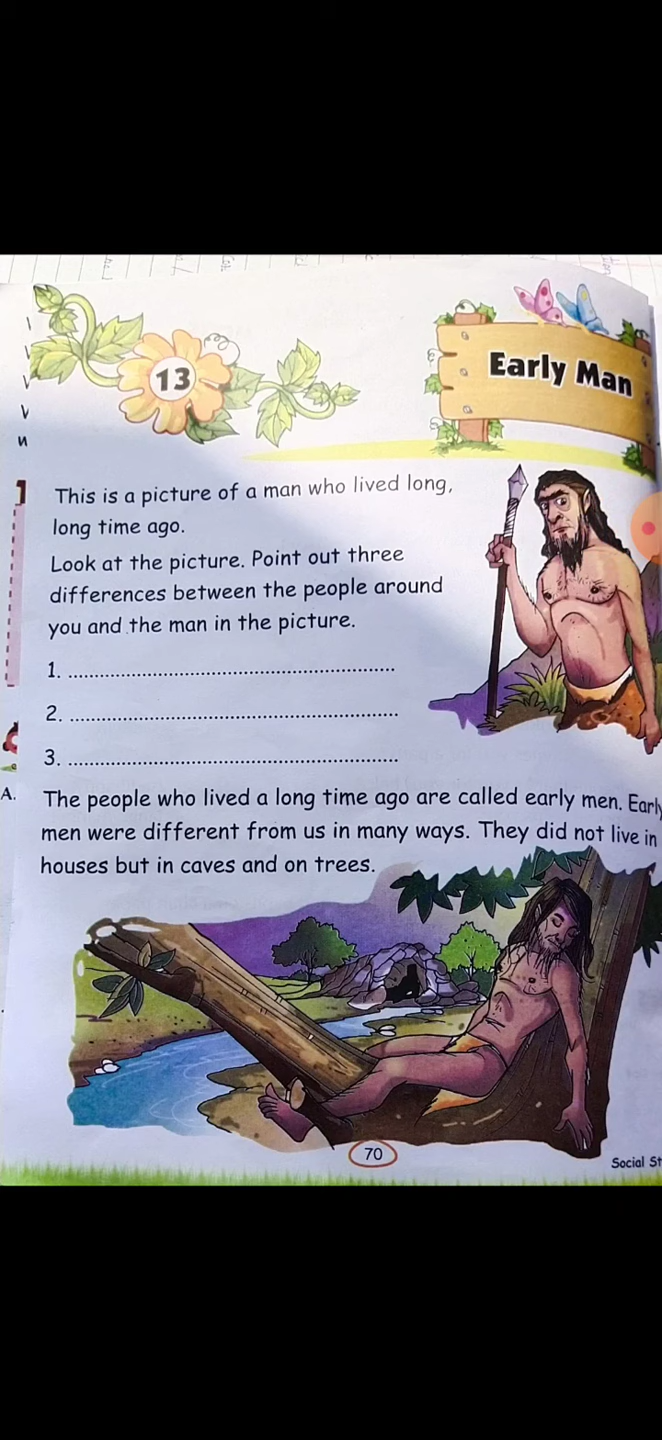 13
Early Man
This is a picture of a man who lived long,
long time ago.
Look at the picture. Point out three
differences between the people around
you and the man in the picture.
1. ........................................................
2. ........................................................
3. ........................................................
A.
The people who lived a long time ago are called early men. Early
men were different from us in many ways. They did not live in
houses but in caves and on trees.
70
Social St